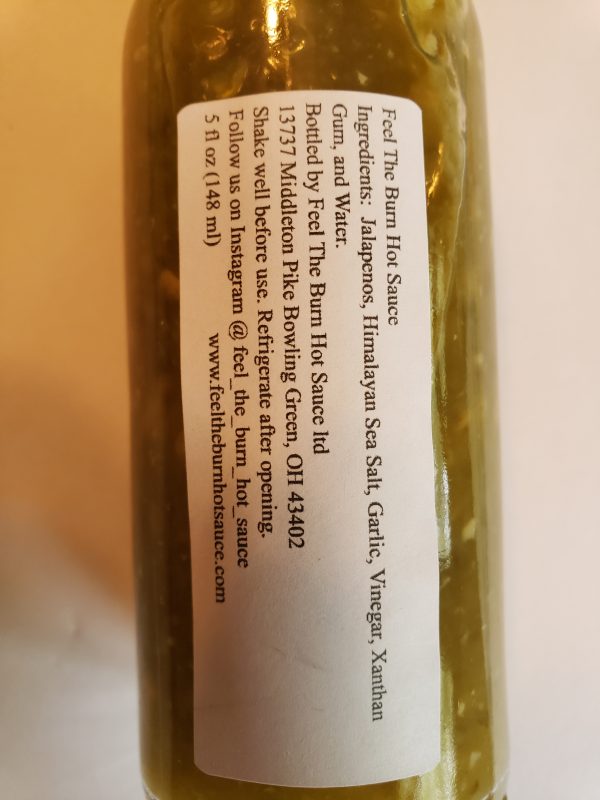 Feel The Burn Hot Sauce
Ingredients: Jalapenos, Himalayan Sea Salt, Garlic, Vinegar, Xanthan
Gum, and Water.
Bottled by Feel The Burn Hot Sauce ltd
13737 Middleton Pike Bowling Green, OH 43402
Shake well before use. Refrigerate after opening.
Follow us on Instagram @ feel_the_burn_hot_sauce
5 fl oz (148 ml) www.feeltheburnhotsauce.com